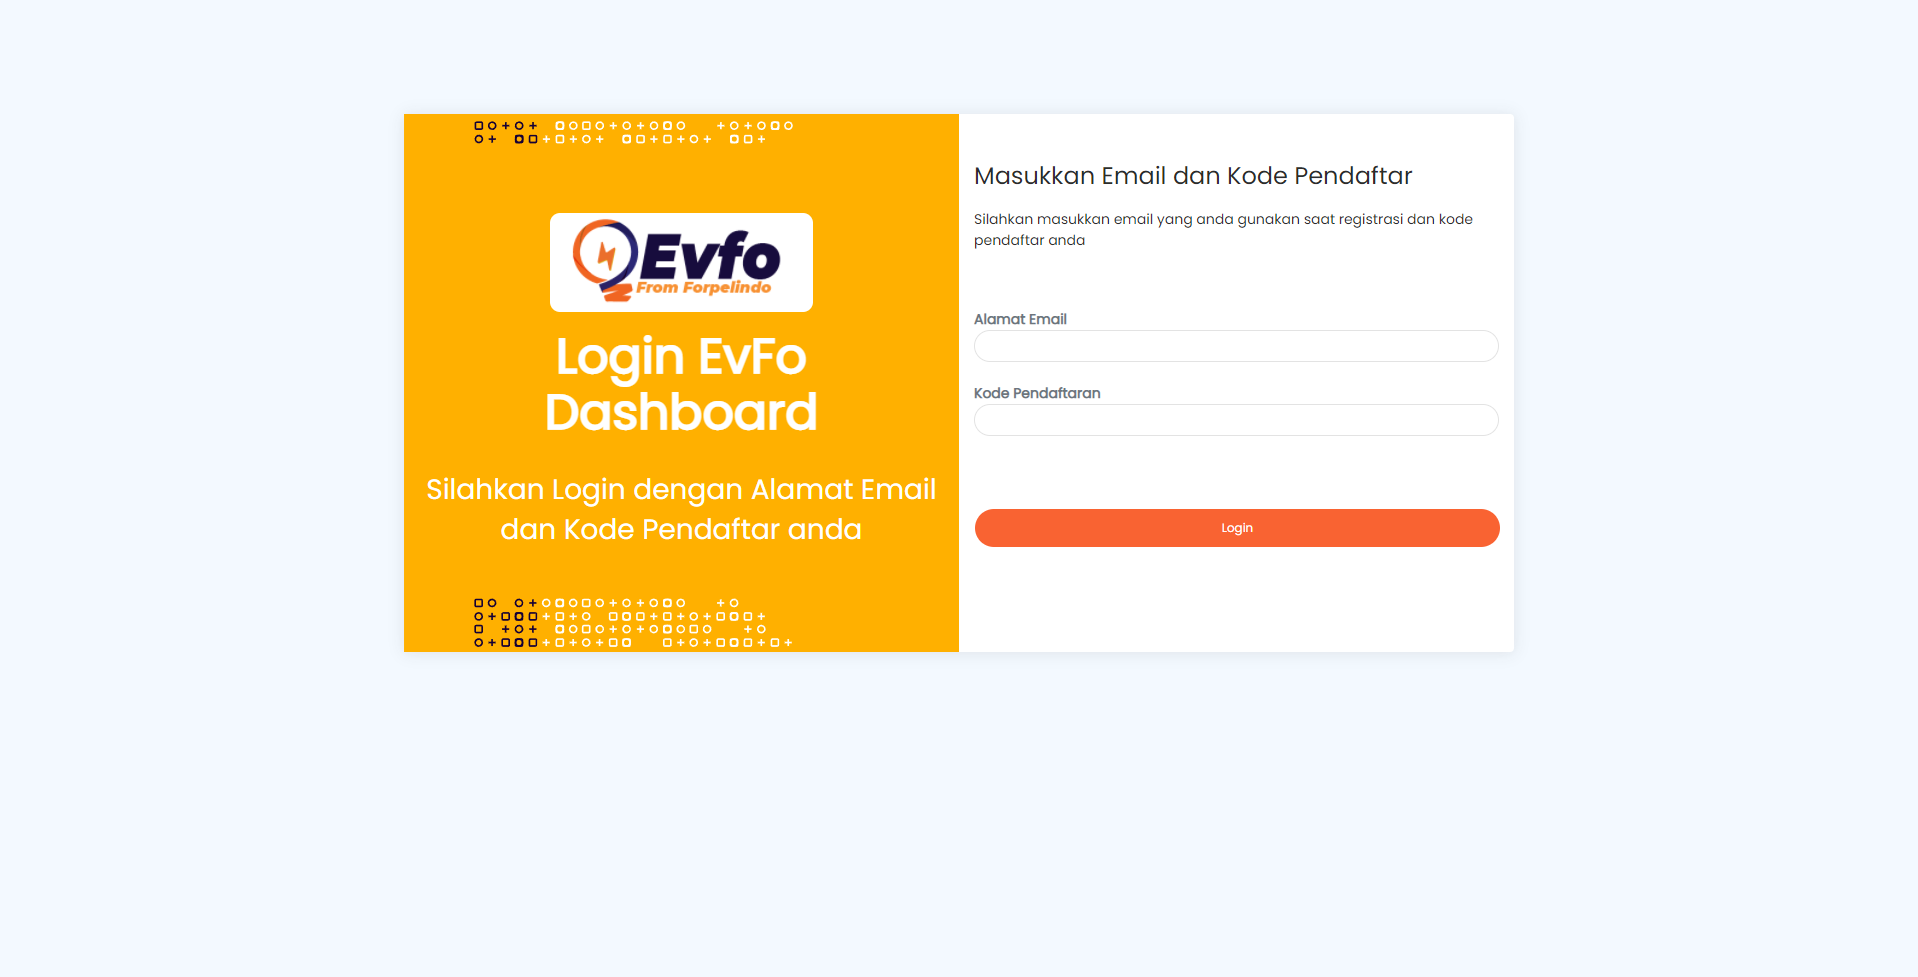 Evfo
From Forpelindo
Login EvFo
Dashboard
Silahkan Login dengan Alamat Email
dan Kode Pendaftar anda
Masukkan Email dan Kode Pendaftar
Silahkan masukkan email yang anda gunakan saat registrasi dan kode
pendaftar anda
Alamat Email
Kode Pendaftaran
Login